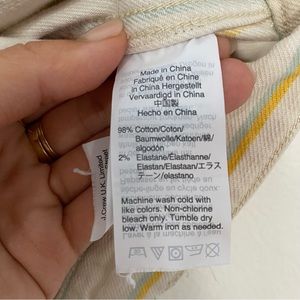 Made in China
Fabriqué en Chine
in China Hergestellt
Vervaardigd in China
中国製
Hecho en China
98% Cotton/Coton/
Baumwolle/Katoen/綿/
algodón
2% Elastane/Élasthanne/
Elastan/Elastaan/エラス
テーン/elastano
Machine wash cold with
like colors. Non-chlorine
bleach only. Tumble dry
low. Warm iron as needed.
J.Crew U.K. Limited